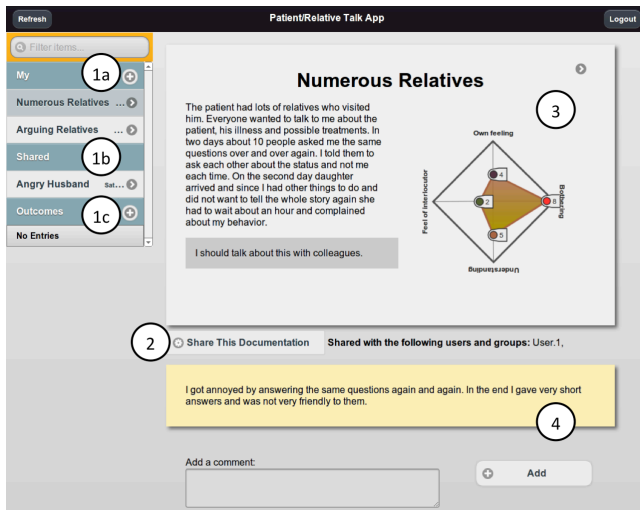 Refresh
Patient/Relative Talk App
Logout
Filter items...
My
1a
Numerous Relatives ...
Arguing Relatives ...
Shared
1b
Angry Husband Sat...
Outcomes
1c
No Entries
Numerous Relatives
3
The patient had lots of relatives who visited
him. Everyone wanted to talk to me about the
patient, his illness and possible treatments. In
two days about 10 people asked me the same
questions over and over again. I told them to
ask each other about the status and not me
each time. On the second day daughter
arrived and since I had other things to do and
did not want to tell the whole story again she
had to wait about an hour and complained
about my behavior.
I should talk about this with colleagues.
Own feeling
4
Feel of Interlocutor
2
8
5
Understanding
2
Share This Documentation
Shared with the following users and groups: User.1,
I got annoyed by answering the same questions again and again. In the end I gave very short
answers and was not very friendly to them.
4
Add a comment:
Add